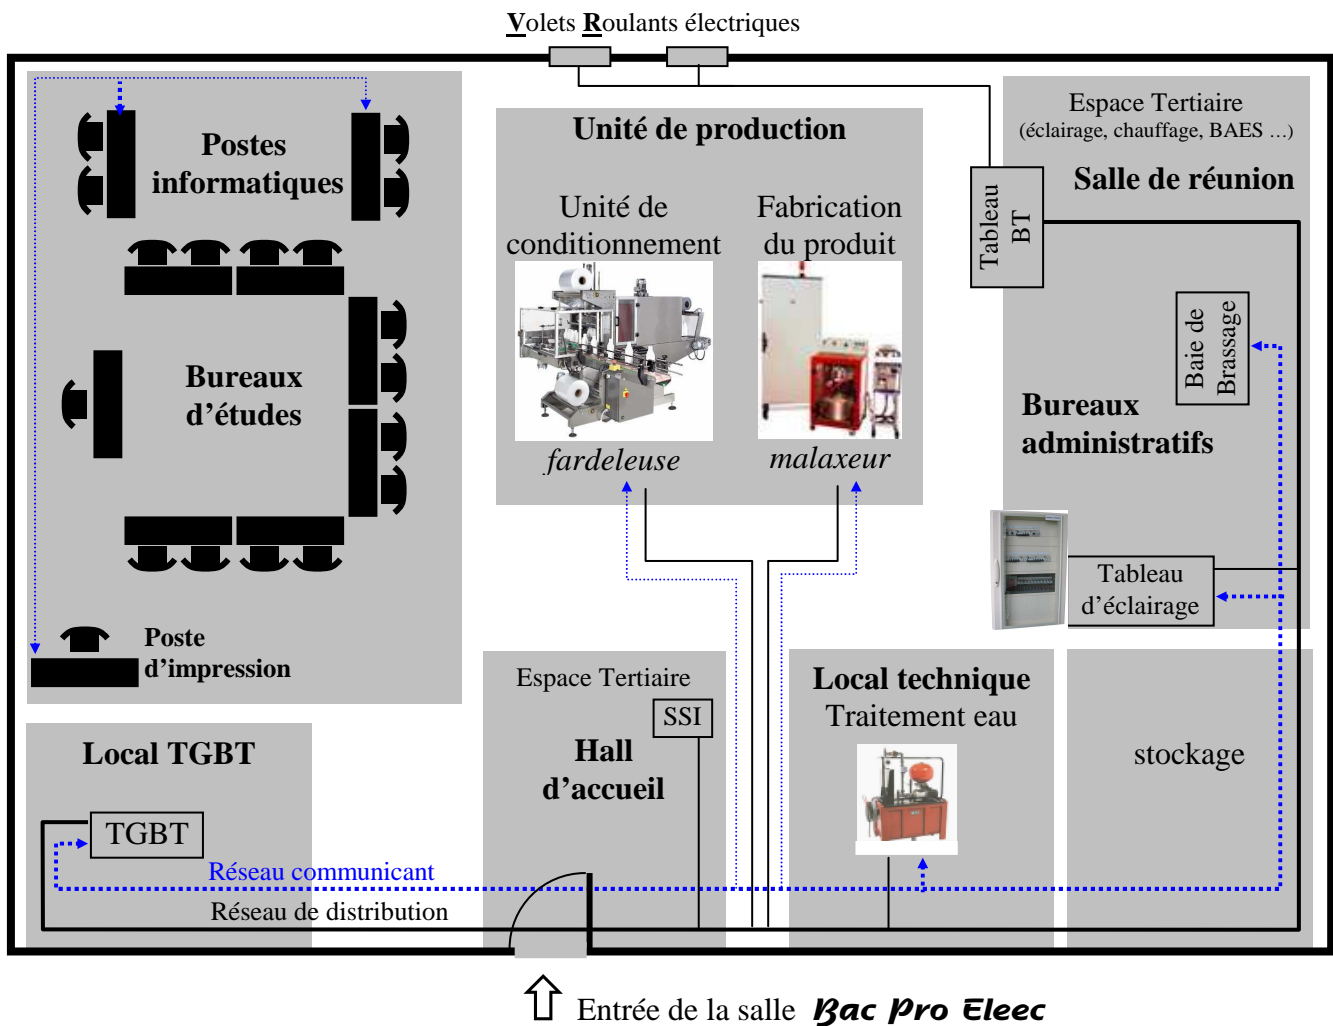 Volets Roulants électriques
Postes
informatiques
Bureaux
d’études
Poste
d’impression
Unité de production
Unité de
conditionnement
fardeleuse
Fabrication
du produit
malaxeur
Espace Tertiaire
(éclairage, chauffage, BAES …)
Salle de réunion
Tableau
BT
Baie de
Brassage
Bureaux
administratifs
Tableau
d’éclairage
Local TGBT
TGBT
Réseau communicant
Réseau de distribution
Espace Tertiaire
SSI
Hall
d’accueil
Local technique
Traitement eau
stockage
Entrée de la salle Bac Pro Eleec